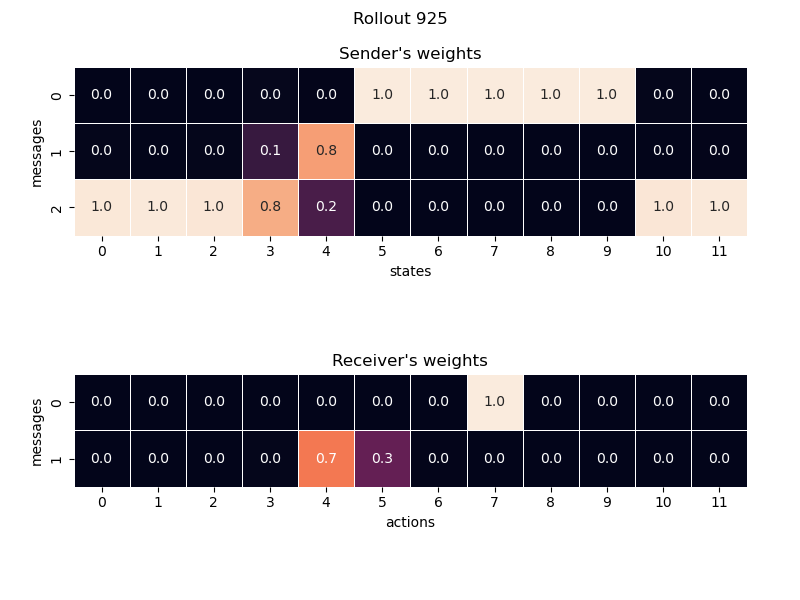 Rollout 925
Sender's weights
0 0.0 0.0 0.0 0.0 0.0 1.0 1.0 1.0 1.0 1.0 0.0 0.0
1 0.0 0.0 0.0 0.1 0.8 0.0 0.0 0.0 0.0 0.0 0.0 0.0
2 1.0 1.0 1.0 0.8 0.2 0.0 0.0 0.0 0.0 0.0 1.0 1.0
messages
0 1 2 3 4 5 6 7 8 9 10 11
states
Receiver's weights
0 0.0 0.0 0.0 0.0 0.0 0.0 0.0 1.0 0.0 0.0 0.0 0.0
1 0.0 0.0 0.0 0.0 0.7 0.3 0.0 0.0 0.0 0.0 0.0 0.0
messages
0 1 2 3 4 5 6 7 8 9 10 11
actions